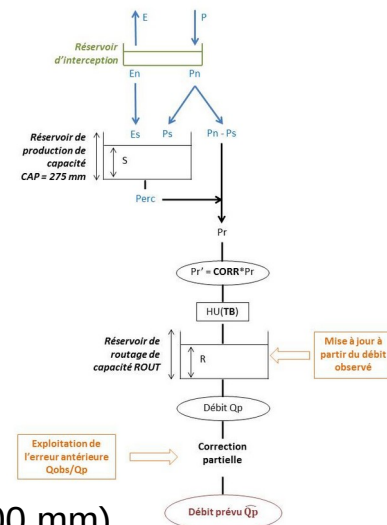 E
P
Réservoir
d'interception
En
Pn
Réservoir de
production de
capacité
CAP = 275 mm
Es
Ps
Pn - Ps
S
Perc
Pr
Pr' = CORR*Pr
HU(TB)
Réservoir de
routage de
capacité ROUT
R
Mise à jour à
partir du débit
observé
Débit Qp
Exploitation de
l'erreur antérieure
Qobs/Qp
Correction
partielle
00 mm)
Débit prévu Q̂p